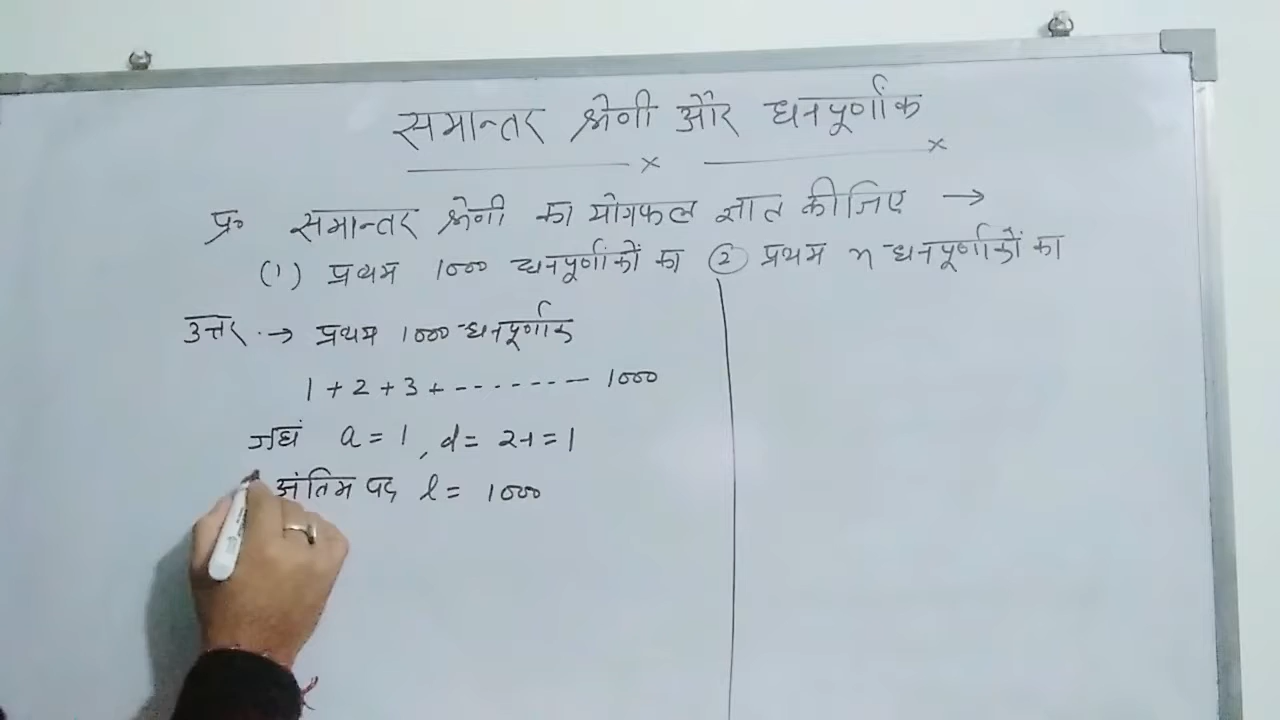 समान्तर श्रेणी और धनपूर्णांक
प्र० समान्तर श्रेणी का योगफल ज्ञात कीजिए →
(1) प्रथम 1000 धनपूर्णांकों का ② प्रथम n धनपूर्णांकों का
उत्तर → प्रथम 1000 धनपूर्णांक
1 + 2 + 3 + ------- 1000
जहाँ a = 1, d = 2-1 = 1
अंतिम पद l = 1000